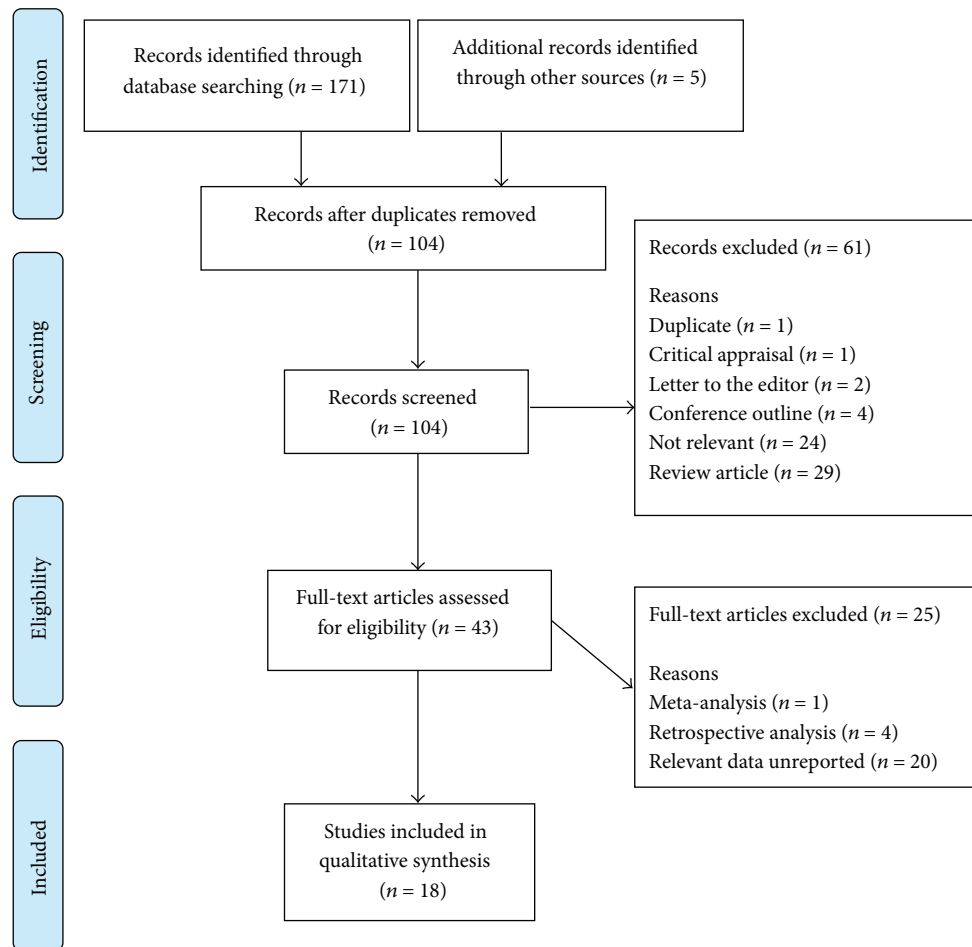 Identification
Records identified through
database searching (n = 171)
Additional records identified
through other sources (n = 5)
Records after duplicates removed
(n = 104)
Screening
Records screened
(n = 104)
Records excluded (n = 61)
Reasons
Duplicate (n = 1)
Critical appraisal (n = 1)
Letter to the editor (n = 2)
Conference outline (n = 4)
Not relevant (n = 24)
Review article (n = 29)
Eligibility
Full-text articles assessed
for eligibility (n = 43)
Full-text articles excluded (n = 25)
Reasons
Meta-analysis (n = 1)
Retrospective analysis (n = 4)
Relevant data unreported (n = 20)
Included
Studies included in
qualitative synthesis
(n = 18)